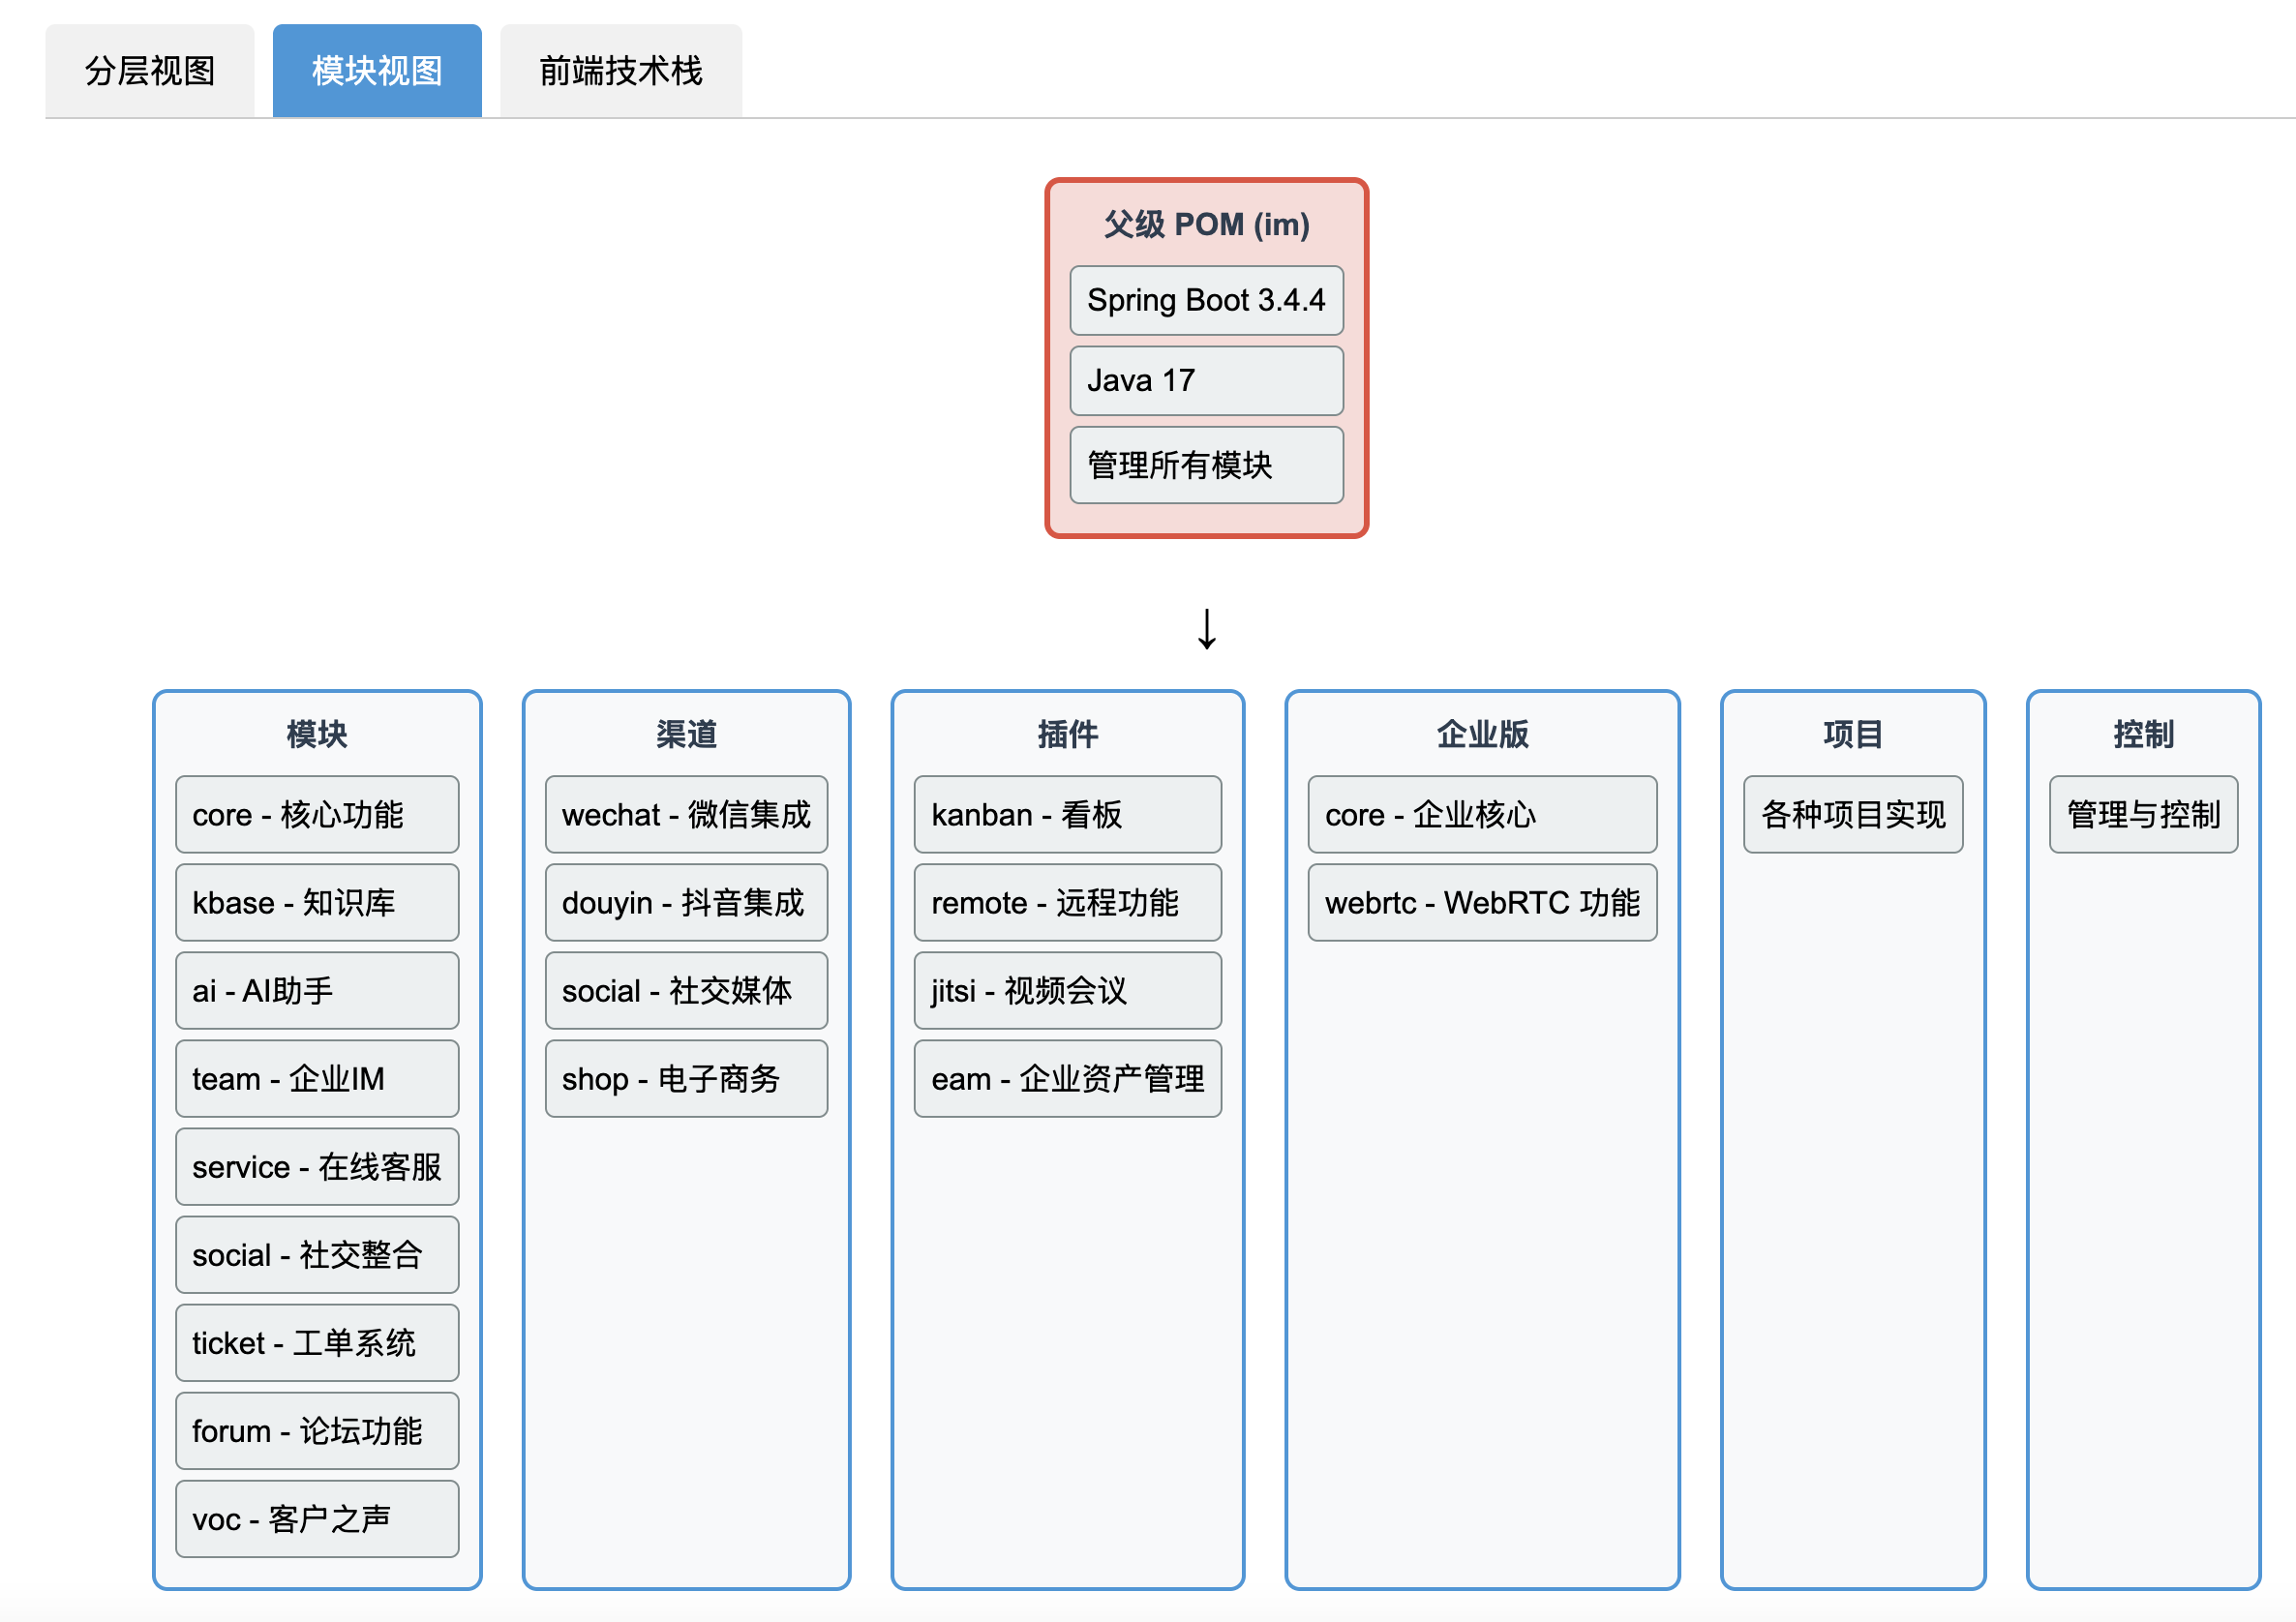 分层视图
模块视图
前端技术栈
父级 POM (im)
Spring Boot 3.4.4
Java 17
管理所有模块
↓
模块
core - 核心功能
kbase - 知识库
ai - AI助手
team - 企业IM
service - 在线客服
social - 社交整合
ticket - 工单系统
forum - 论坛功能
voc - 客户之声
渠道
wechat - 微信集成
douyin - 抖音集成
social - 社交媒体
shop - 电子商务
插件
kanban - 看板
remote - 远程功能
jitsi - 视频会议
eam - 企业资产管理
企业版
core - 企业核心
webrtc - WebRTC 功能
项目
各种项目实现
控制
管理与控制